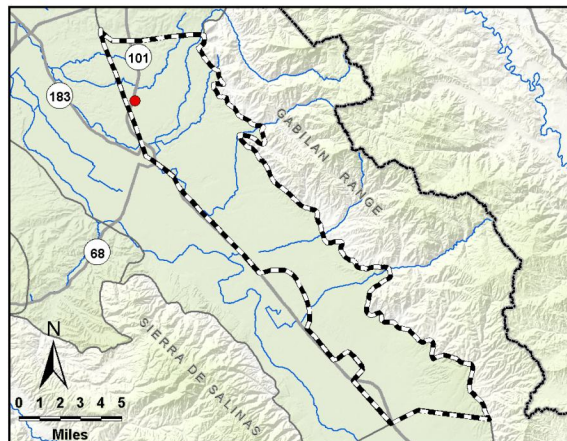 101
183
GABILAN RANGE
68
SIERRA DE SALINAS
N
0 1 2 3 4 5
Miles